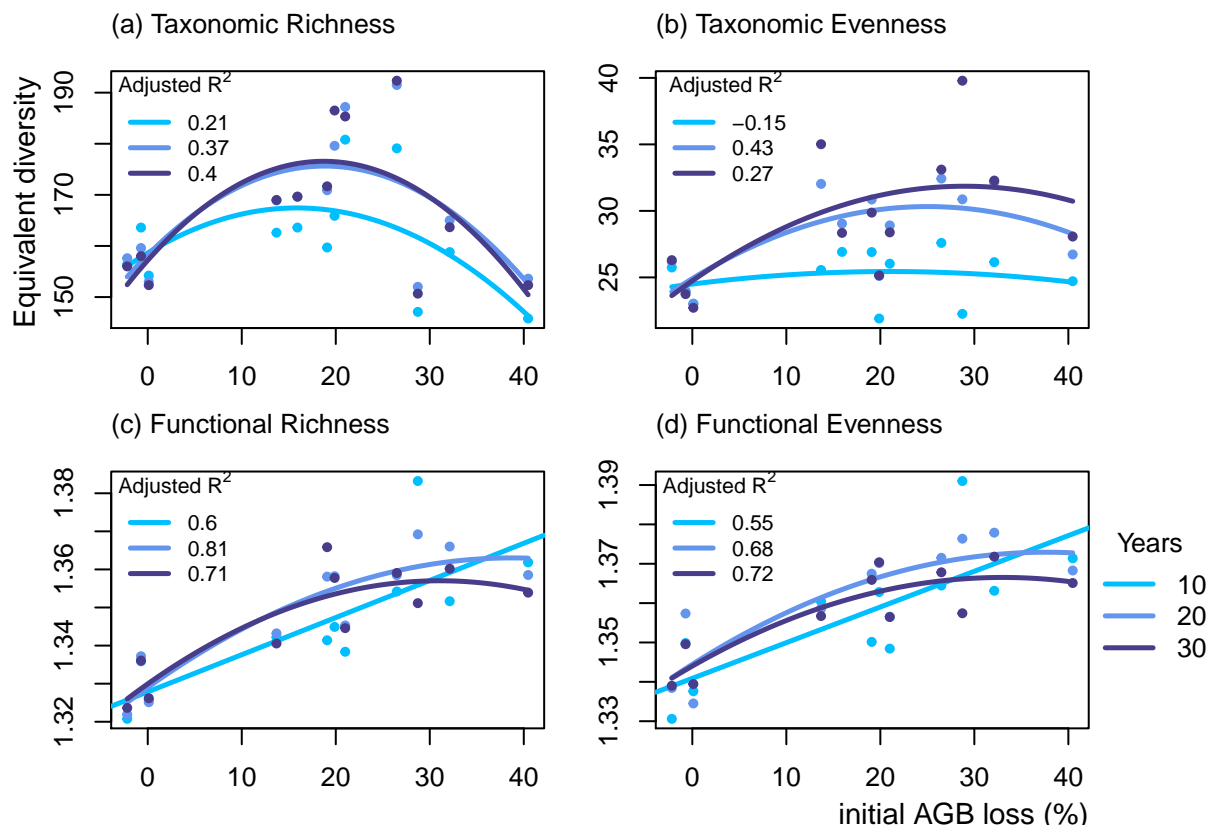 (a) Taxonomic Richness
Adjusted R²
0.21
0.37
0.4
Equivalent diversity
190
170
150
0 10 20 30 40
(b) Taxonomic Evenness
Adjusted R²
−0.15
0.43
0.27
40
35
30
25
0 10 20 30 40
(c) Functional Richness
Adjusted R²
0.6
0.81
0.71
1.38
1.36
1.34
1.32
0 10 20 30 40
(d) Functional Evenness
Adjusted R²
0.55
0.68
0.72
1.39
1.37
1.35
1.33
0 10 20 30 40
initial AGB loss (%)
Years
10
20
30